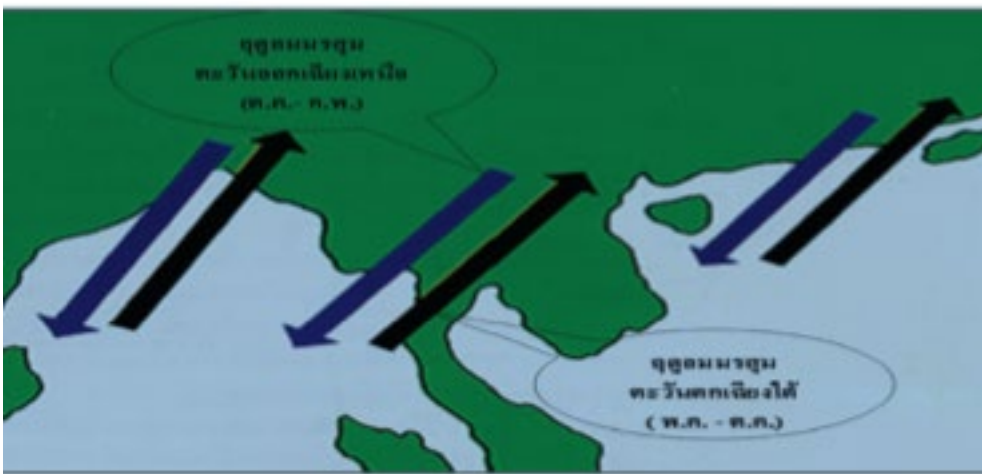 ฤดูลมมรสุม
ตะวันออกเฉียงเหนือ
(ต.ค.- ก.พ.)
ฤดูลมมรสุม
ตะวันตกเฉียงใต้
( พ.ค. - ต.ค.)